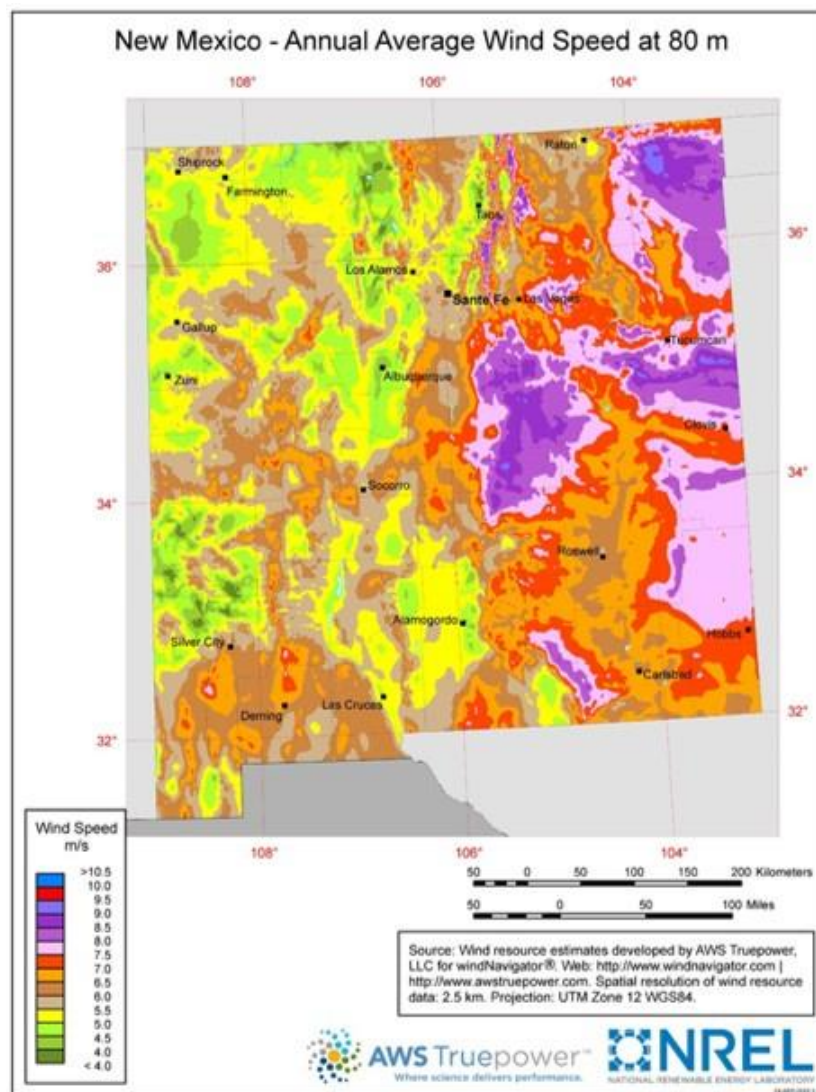 New Mexico - Annual Average Wind Speed at 80 m
108°
106°
104°
Raton
Shiprock
Farmington
Taos
36°
36°
Los Alamos
Sante Fe
Las Vegas
Gallup
Tucumcari
Zuni
Albuquerque
Clovis
34°
34°
Socorro
Roswell
Alamogordo
Hobbs
Silver City
Carlsbad
Las Cruces
Deming
32°
32°
108°
106°
104°
Wind Speed
m/s
>10.5
10.0
9.5
9.0
8.5
8.0
7.5
7.0
6.5
6.0
5.5
5.0
4.5
4.0
< 4.0
50 0 50 100 150 200 Kilometers
50 0 50 100 Miles
Source: Wind resource estimates developed by AWS Truepower,
LLC for windNavigator®. Web: http://www.windnavigator.com |
http://www.awstruepower.com. Spatial resolution of wind resource
data: 2.5 km. Projection: UTM Zone 12 WGS84.
AWS Truepower™
Where science delivers performance.
NREL
NATIONAL RENEWABLE ENERGY LABORATORY